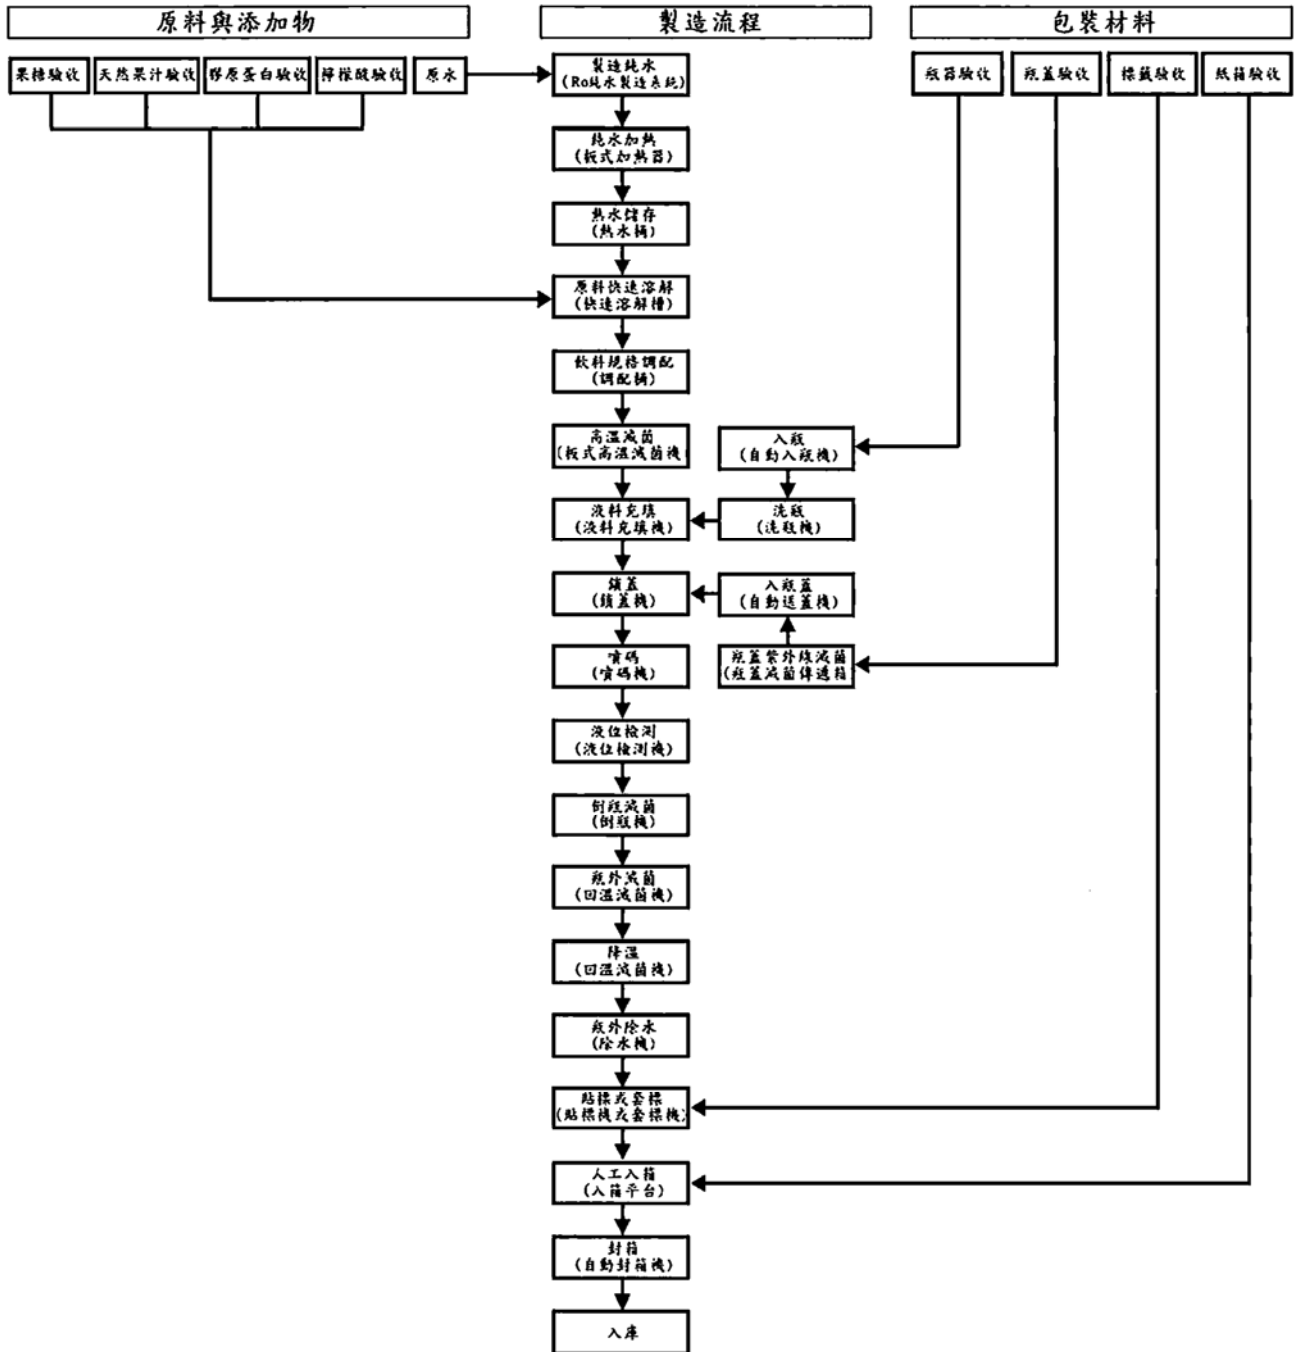 原料與添加物
製造流程
包裝材料
果糖驗收
天然果汁驗收
膠原蛋白驗收
檸檬酸驗收
原水
製造純水
(Ro純水製造系統)
瓶器驗收
瓶蓋驗收
標籤驗收
紙箱驗收
純水加熱
(板式加熱器)
熱水儲存
(熱水桶)
原料快速溶解
(快速溶解槽)
飲料規格調配
(調配桶)
高溫滅菌
(板式高溫滅菌機
入瓶
(自動入瓶機)
液料充填
(液料充填機)
洗瓶
(洗瓶機)
鎖蓋
(鎖蓋機)
入瓶蓋
(自動送蓋機)
噴碼
(噴碼機)
瓶蓋紫外線滅菌
(瓶蓋滅菌傳遞箱
液位檢測
(液位檢測機)
倒瓶滅菌
(倒瓶機)
瓶外滅菌
(回溫滅菌機)
降溫
(回溫滅菌機)
瓶外除水
(除水機)
貼標或套標
(貼標機或套標機)
人工入箱
(入箱平台)
封箱
(自動封箱機)
入庫